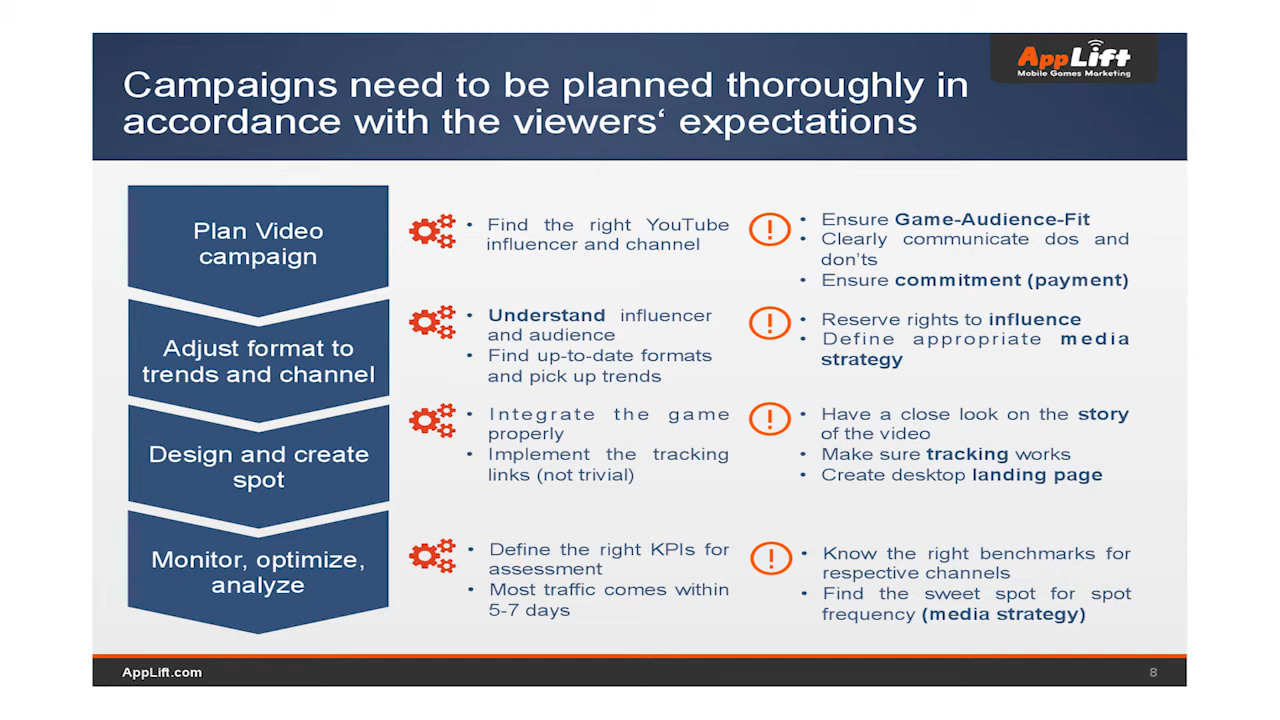 AppLift
Mobile Games Marketing
Campaigns need to be planned thoroughly in
accordance with the viewers‘ expectations
Plan Video
campaign
• Find the right YouTube
influencer and channel
! • Ensure Game-Audience-Fit
• Clearly communicate dos and
don'ts
• Ensure commitment (payment)
Adjust format to
trends and channel
• Understand influencer
and audience
• Find up-to-date formats
and pick up trends
! • Reserve rights to influence
• Define appropriate media
strategy
Design and create
spot
• Integrate the game
properly
• Implement the tracking
links (not trivial)
! • Have a close look on the story
of the video
• Make sure tracking works
• Create desktop landing page
Monitor, optimize,
analyze
• Define the right KPIs for
assessment
• Most traffic comes within
5-7 days
! • Know the right benchmarks for
respective channels
• Find the sweet spot for spot
frequency (media strategy)
AppLift.com
8